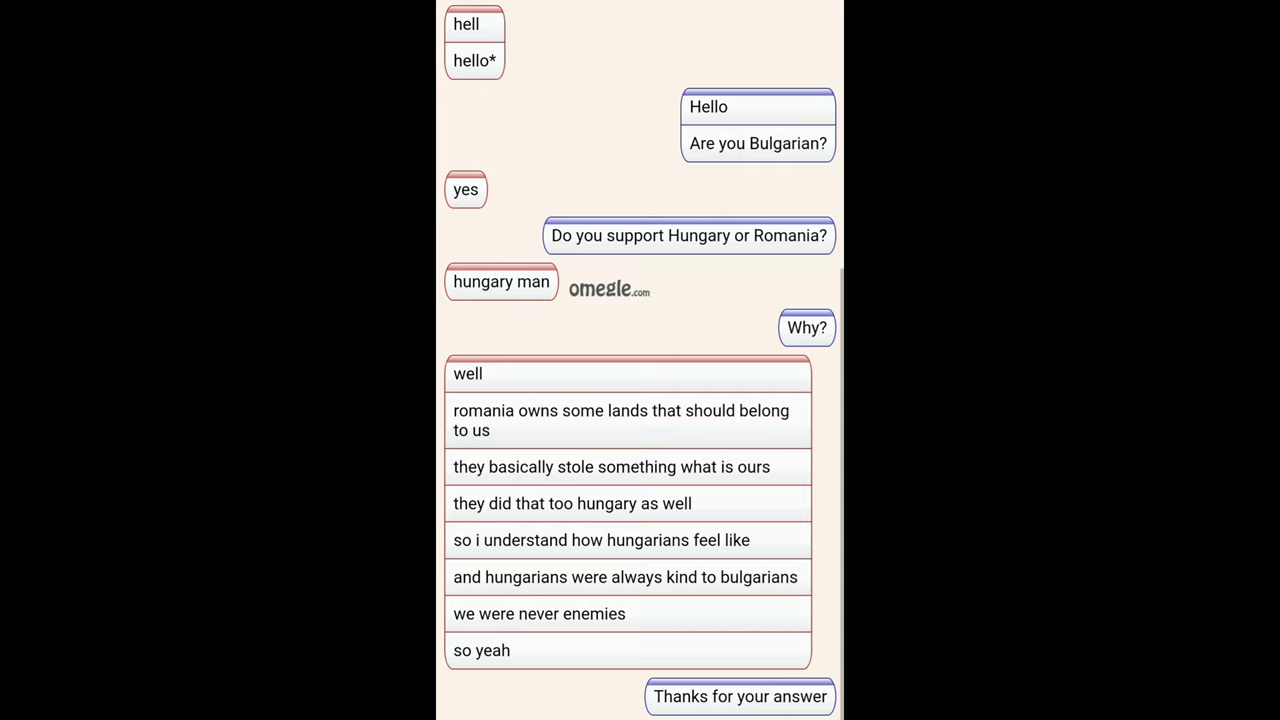 hell
hello*
Hello
Are you Bulgarian?
yes
Do you support Hungary or Romania?
hungary man
omegle.com
Why?
well
romania owns some lands that should belong
to us
they basically stole something what is ours
they did that too hungary as well
so i understand how hungarians feel like
and hungarians were always kind to bulgarians
we were never enemies
so yeah
Thanks for your answer